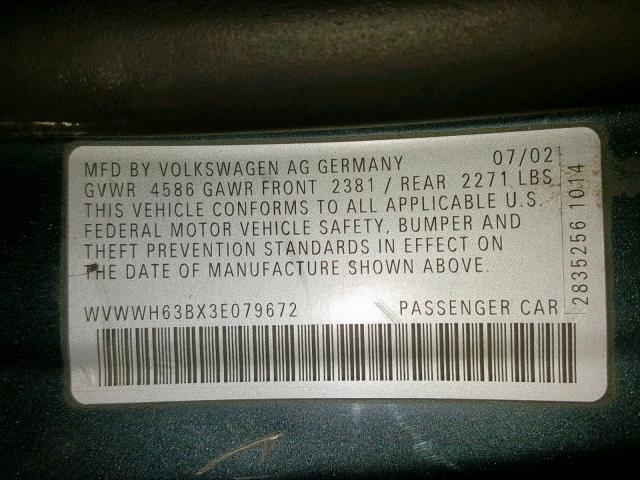 MFD BY VOLKSWAGEN AG GERMANY 07/02
GVWR 4586 GAWR FRONT 2381 / REAR 2271 LBS
THIS VEHICLE CONFORMS TO ALL APPLICABLE U.S.
FEDERAL MOTOR VEHICLE SAFETY, BUMPER AND
THEFT PREVENTION STANDARDS IN EFFECT ON
THE DATE OF MANUFACTURE SHOWN ABOVE.
WVWWH63BX3E079672 PASSENGER CAR
2835256 1014